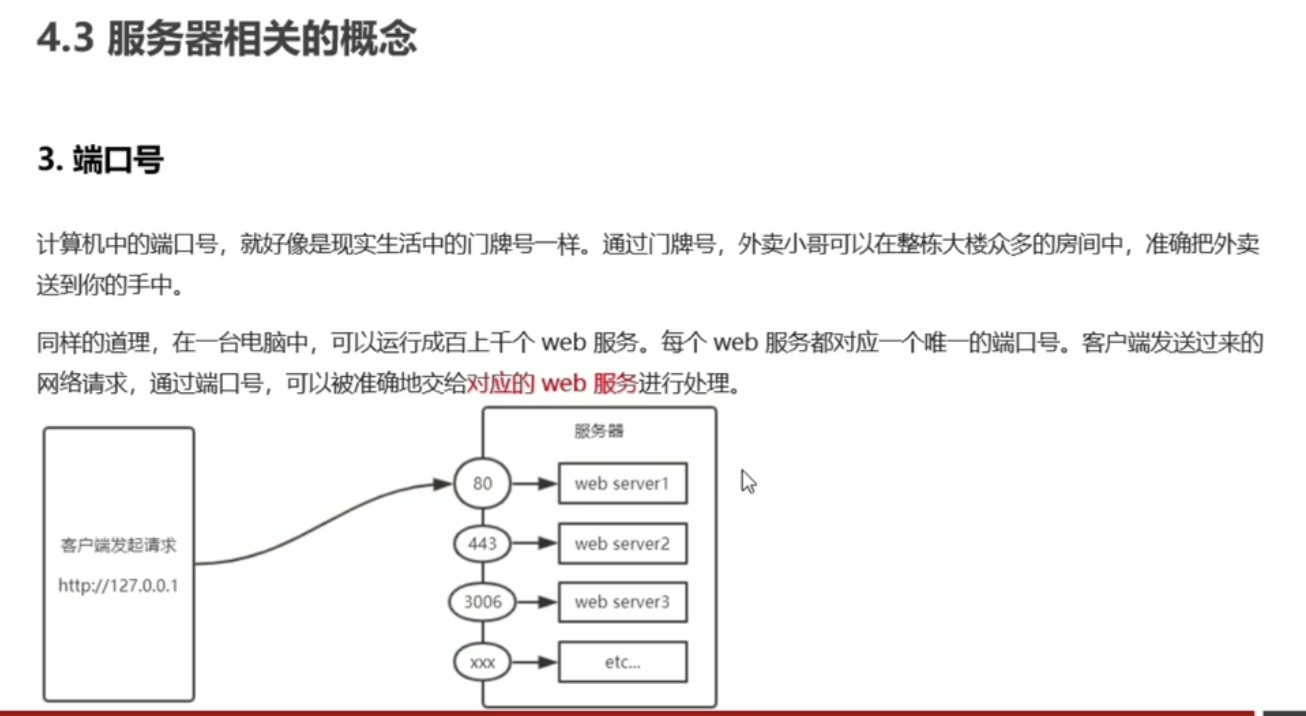 4.3 服务器相关的概念
3. 端口号
计算机中的端口号，就好像是现实生活中的门牌号一样。通过门牌号，外卖小哥可以在整栋大楼众多的房间中，准确把外卖
送到你的手中。
同样的道理，在一台电脑中，可以运行成百上千个 web 服务。每个 web 服务都对应一个唯一的端口号。客户端发送过来的
网络请求，通过端口号，可以被准确地交给对应的 web 服务进行处理。
服务器
80
web server1
客户端发起请求
http://127.0.0.1
443
web server2
3006
web server3
xxx
etc...